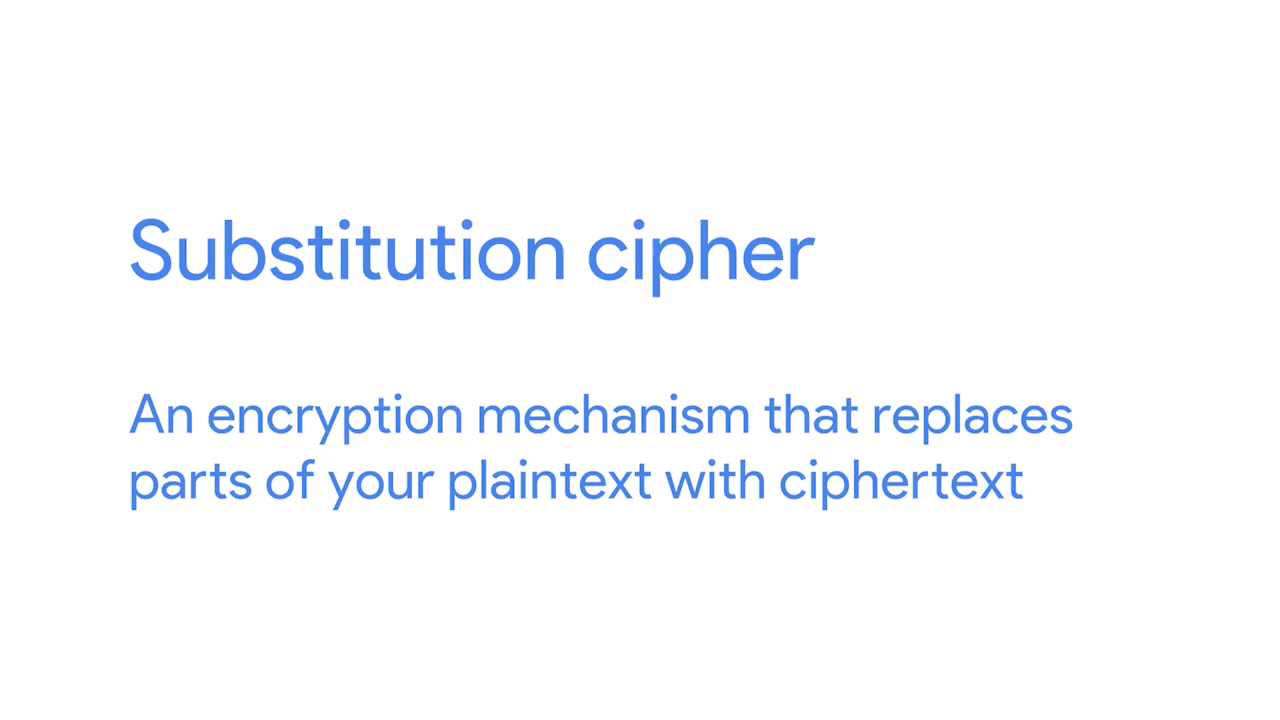 Substitution cipher
An encryption mechanism that replaces
parts of your plaintext with ciphertext